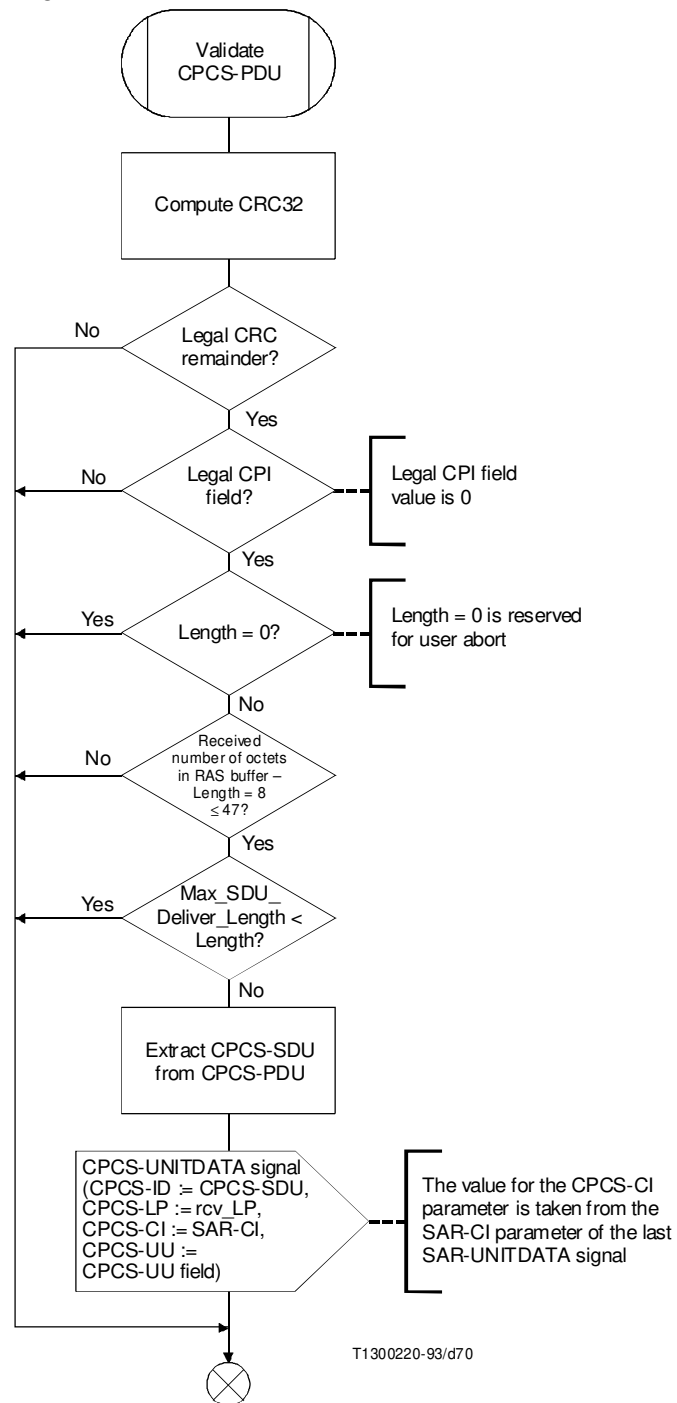 Validate
CPCS-PDU
Compute CRC32
No
Legal CRC
remainder?
Yes
No
Legal CPI
field?
Legal CPI field
value is 0
Yes
Yes
Length = 0?
Length = 0 is reserved
for user abort
No
No
Received
number of octets
in RAS buffer –
Length = 8
≤ 47?
Yes
Yes
Max_SDU_
Deliver_Length <
Length?
No
Extract CPCS-SDU
from CPCS-PDU
CPCS-UNITDATA signal
(CPCS-ID := CPCS-SDU,
CPCS-LP := rcv_LP,
CPCS-CI := SAR-CI,
CPCS-UU :=
CPCS-UU field)
The value for the CPCS-CI
parameter is taken from the
SAR-CI parameter of the last
SAR-UNITDATA signal
T1300220-93/d70